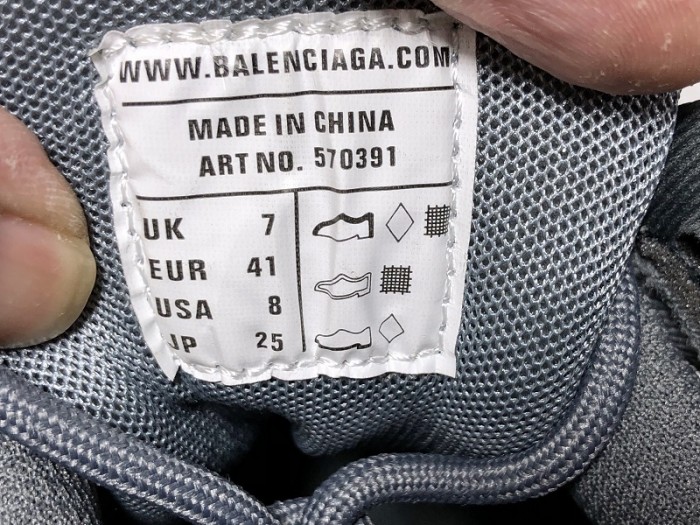 WWW.BALENCIAGA.COM
MADE IN CHINA
ART NO. 570391
UK 7
EUR 41
USA 8
JP 25